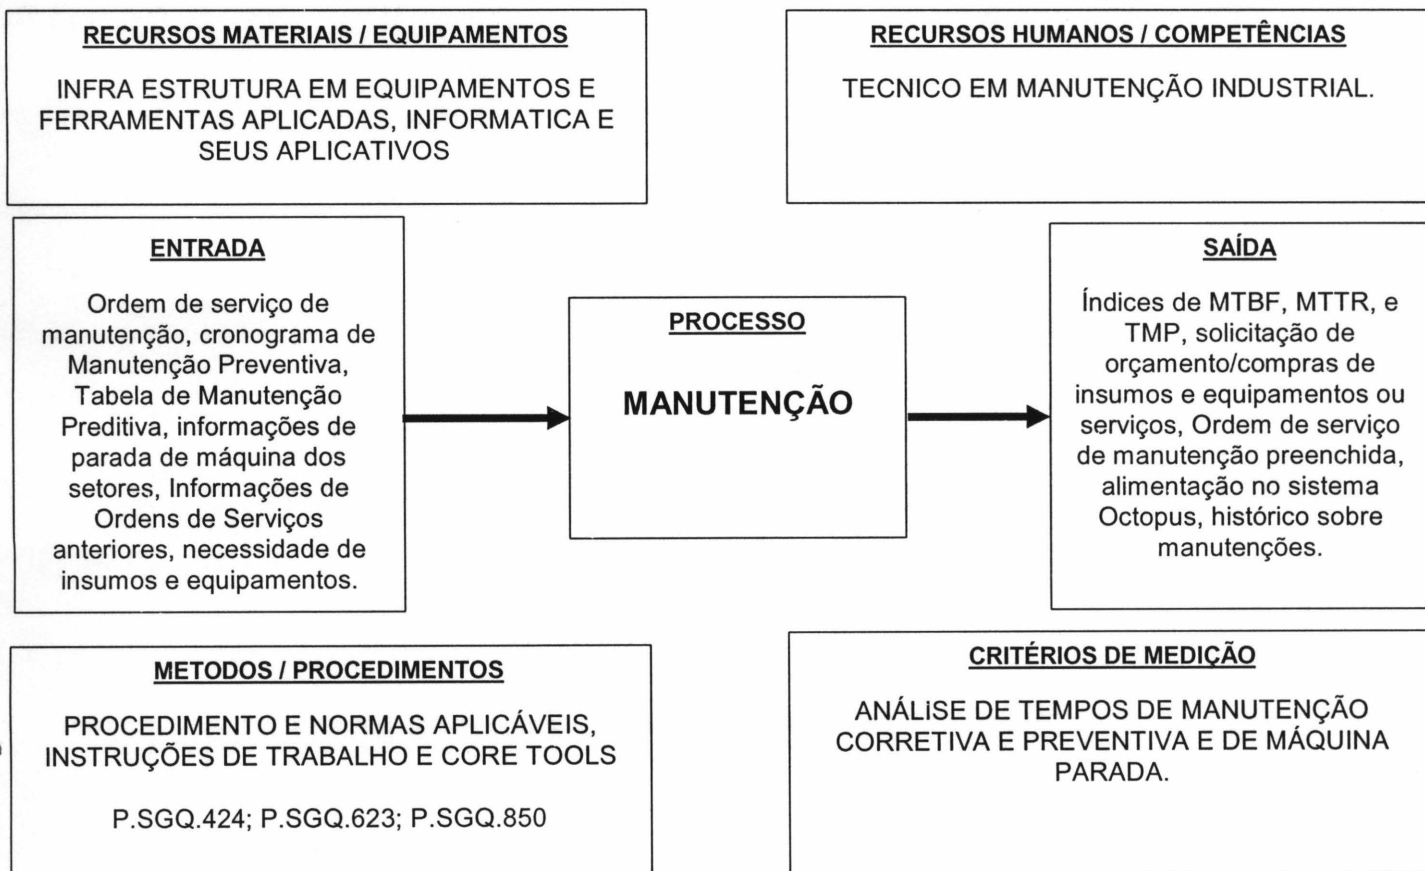 RECURSOS MATERIAIS / EQUIPAMENTOS
INFRA ESTRUTURA EM EQUIPAMENTOS E
FERRAMENTAS APLICADAS, INFORMATICA E
SEUS APLICATIVOS
RECURSOS HUMANOS / COMPETÊNCIAS
TECNICO EM MANUTENÇÃO INDUSTRIAL.
ENTRADA
Ordem de serviço de
manutenção, cronograma de
Manutenção Preventiva,
Tabela de Manutenção
Preditiva, informações de
parada de máquina dos
setores, Informações de
Ordens de Serviços
anteriores, necessidade de
insumos e equipamentos.
PROCESSO
MANUTENÇÃO
SAÍDA
Índices de MTBF, MTTR, e
TMP, solicitação de
orçamento/compras de
insumos e equipamentos ou
serviços, Ordem de serviço
de manutenção preenchida,
alimentação no sistema
Octopus, histórico sobre
manutenções.
METODOS / PROCEDIMENTOS
PROCEDIMENTO E NORMAS APLICÁVEIS,
INSTRUÇÕES DE TRABALHO E CORE TOOLS
P.SGQ.424; P.SGQ.623; P.SGQ.850
CRITÉRIOS DE MEDIÇÃO
ANÁLISE DE TEMPOS DE MANUTENÇÃO
CORRETIVA E PREVENTIVA E DE MÁQUINA
PARADA.